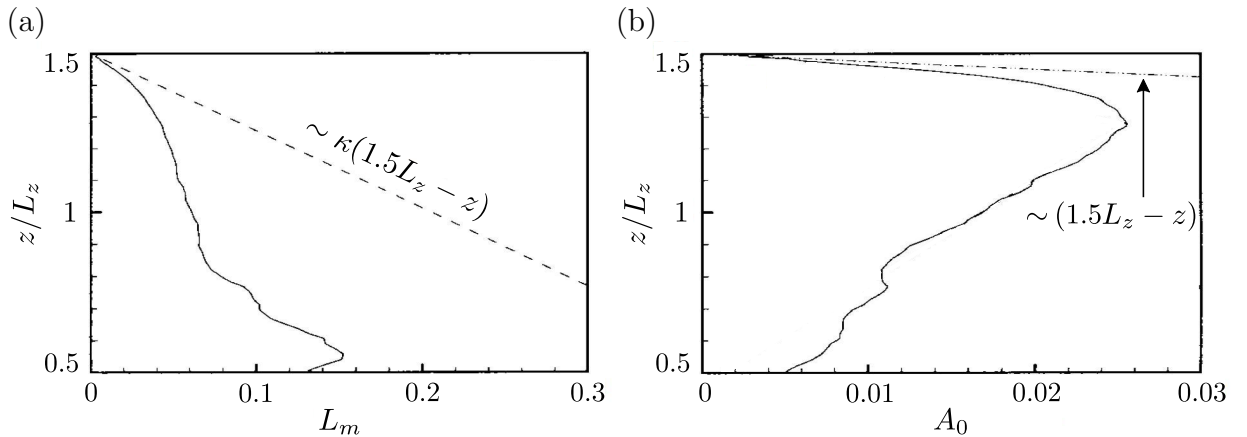 (a)
1.5
1
0.5
z/L_z
∼ κ(1.5L_z − z)
0 0.1 0.2 0.3
L_m
(b)
1.5
1
0.5
z/L_z
∼ (1.5L_z − z)
0 0.01 0.02 0.03
A_0